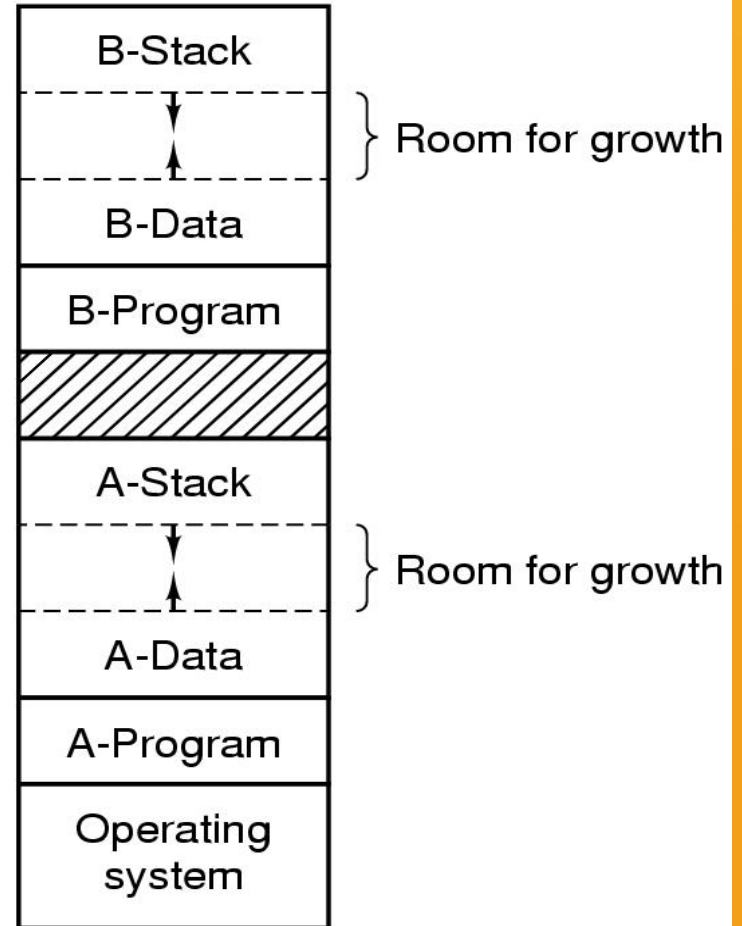 B-Stack
Room for growth
B-Data
B-Program
A-Stack
Room for growth
A-Data
A-Program
Operating
system